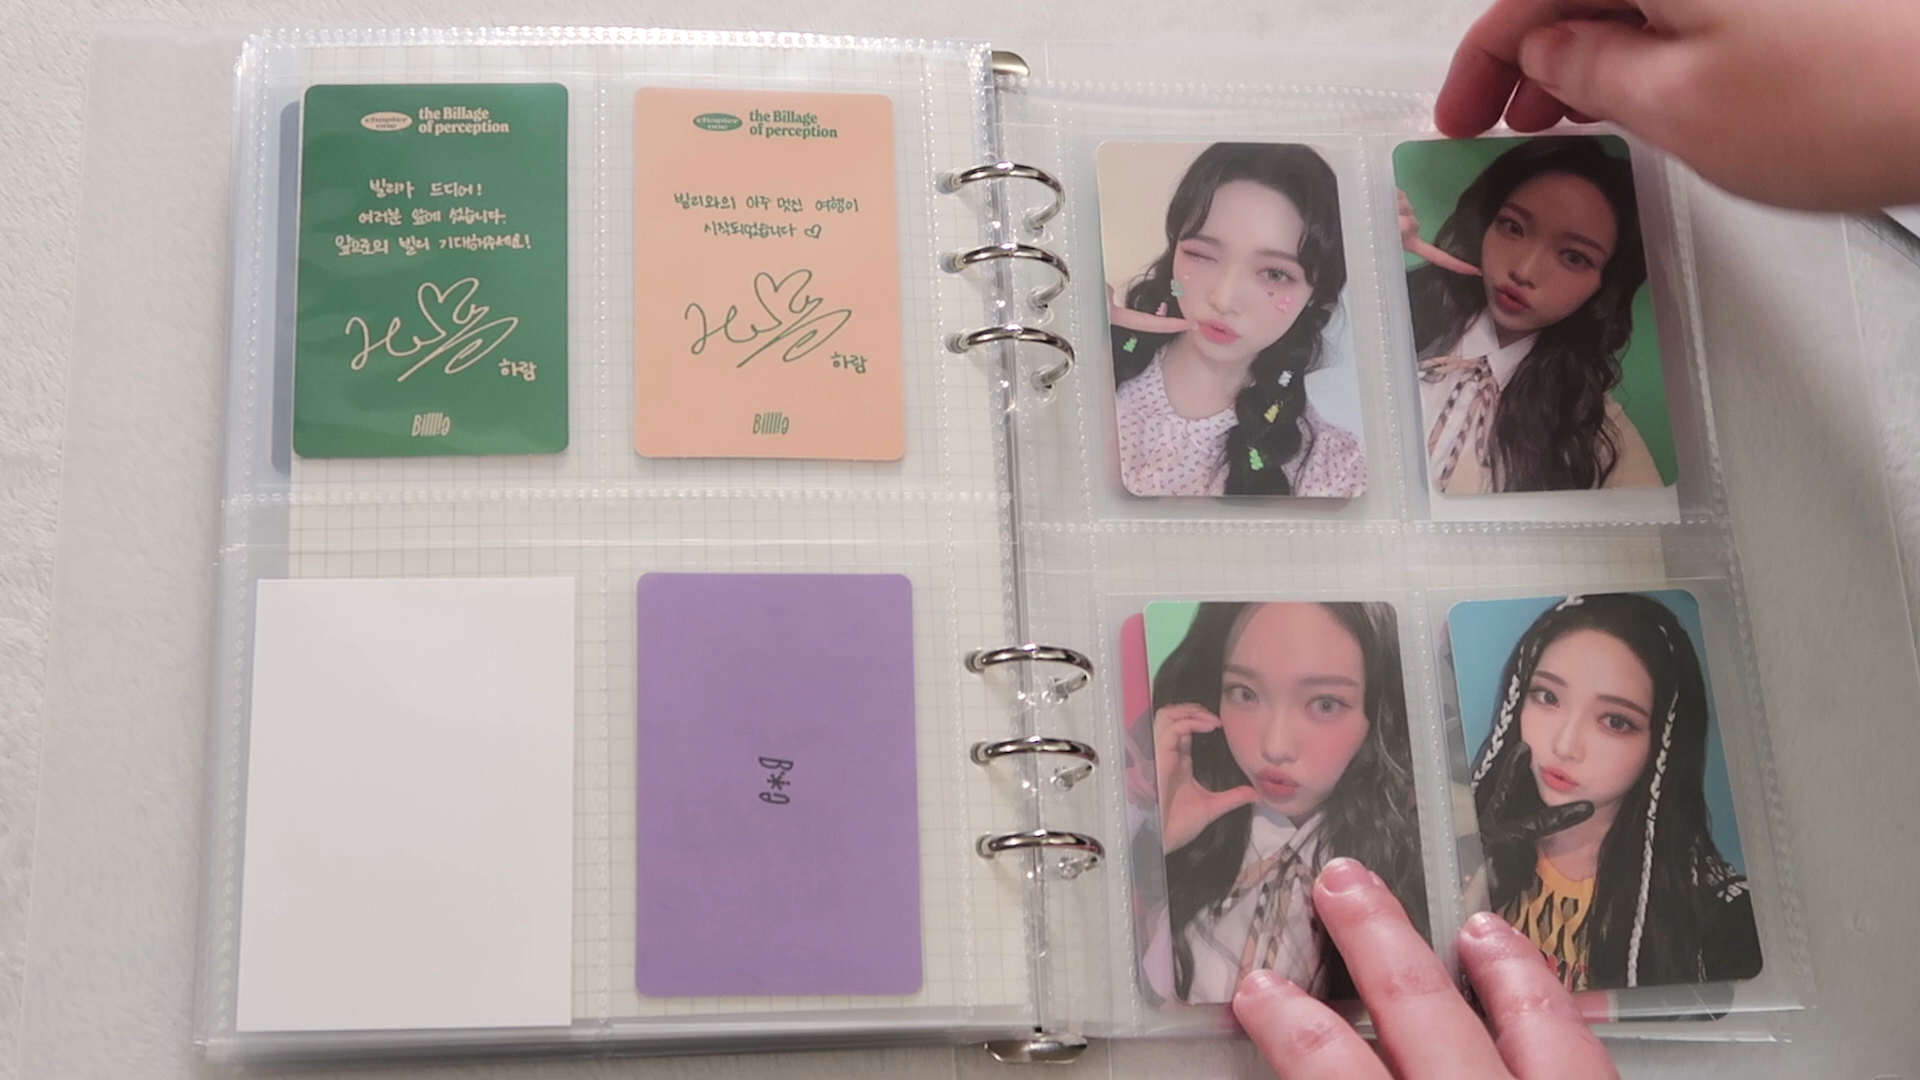 chapter one
the Billage
of perception
빌리가 드디어!
여러분 앞에 섰습니다.
앞으로의 빌리 기대해주세요!
하람
Billlie
chapter one
the Billage
of perception
빌리와의 아주 멋진 여행이
시작되었습니다 ♡
하람
Billlie